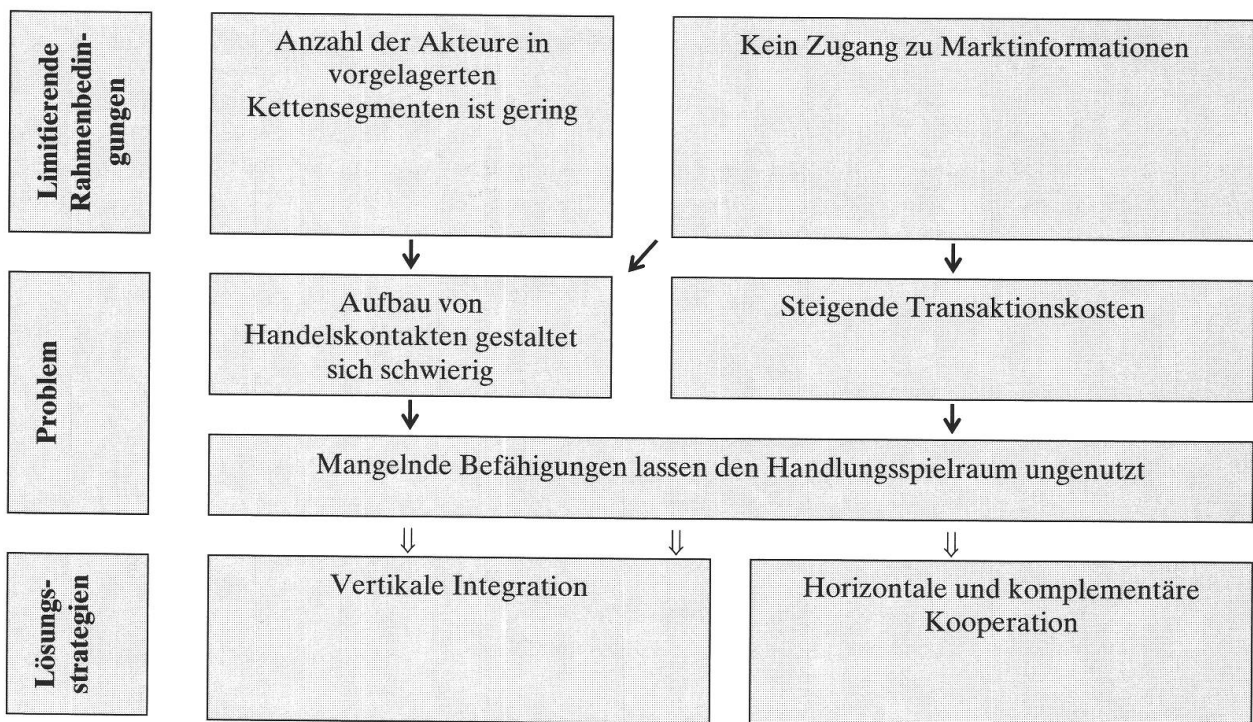 Limitierende
Rahmenbedin-
gungen
Anzahl der Akteure in
vorgelagerten
Kettensegmenten ist gering
Kein Zugang zu Marktinformationen
Problem
Aufbau von
Handelskontakten gestaltet
sich schwierig
Steigende Transaktionskosten
Mangelnde Befähigungen lassen den Handlungsspielraum ungenutzt
Lösungs-
strategien
Vertikale Integration
Horizontale und komplementäre
Kooperation